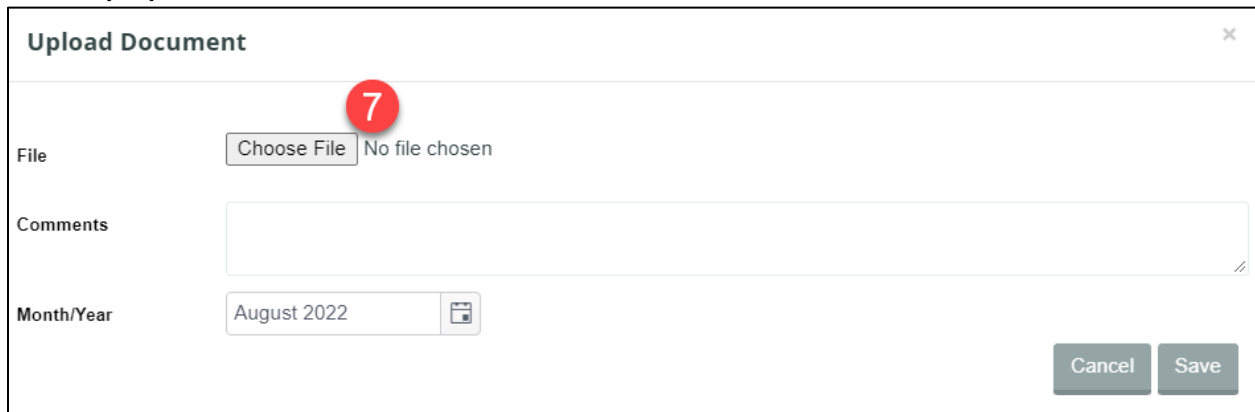 Upload Document ×
7
File Choose File No file chosen
Comments
Month/Year August 2022
Cancel Save